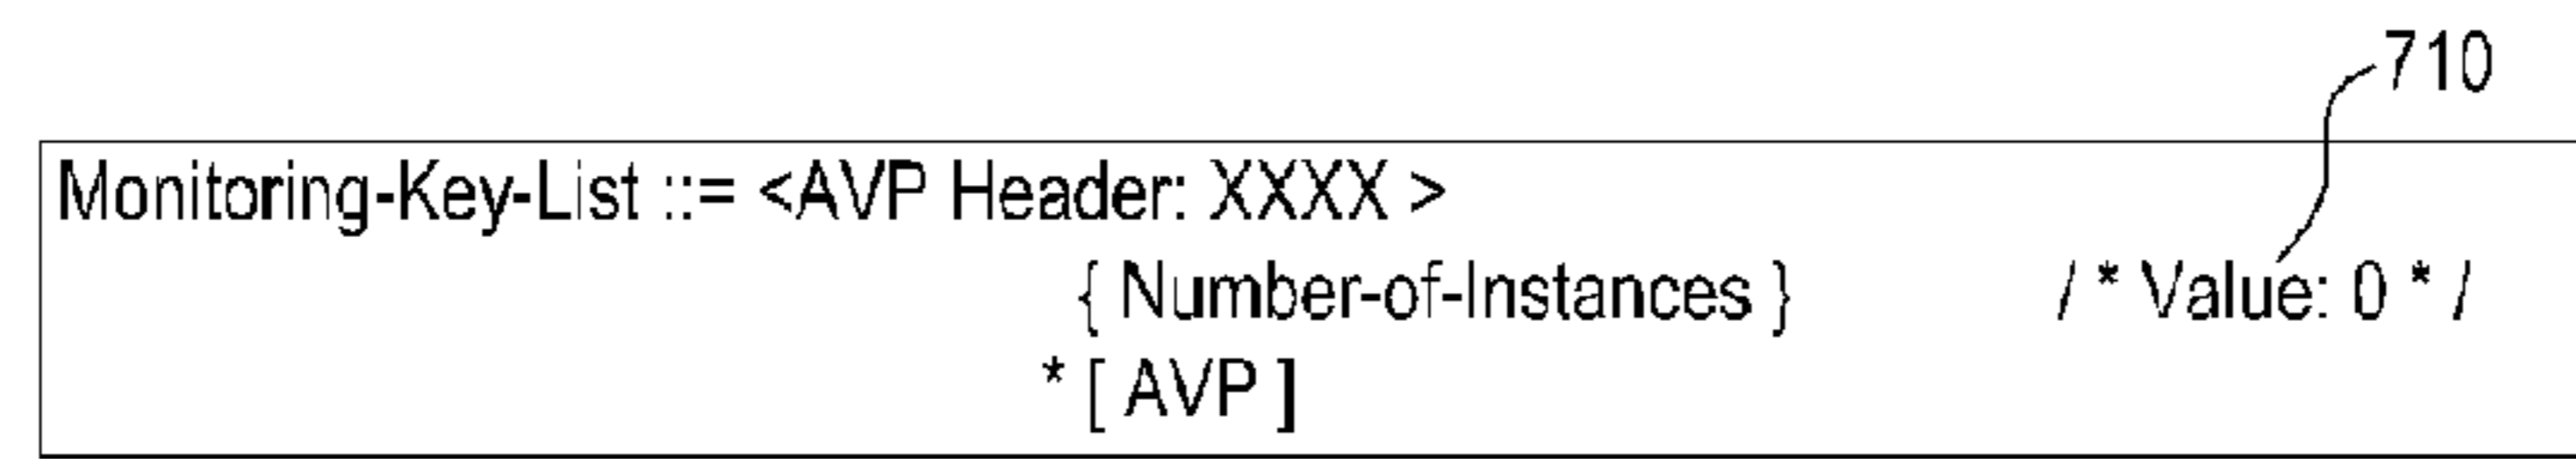 710
Monitoring-Key-List ::= <AVP Header: XXXX >
{ Number-of-Instances } / * Value: 0 * /
* [ AVP ]